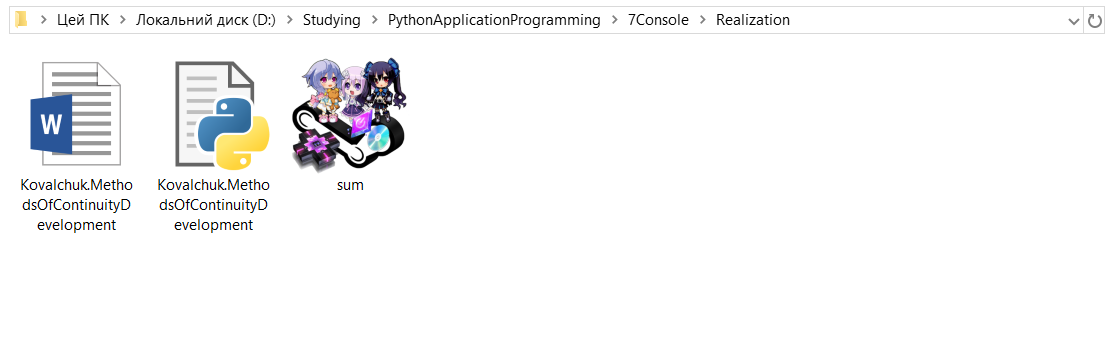 Цей ПК > Локальний диск (D:) > Studying > PythonApplicationProgramming > 7Console > Realization
W
Kovalchuk.Metho
dsOfContinuityD
evelopment
Kovalchuk.Metho
dsOfContinuityD
evelopment
sum